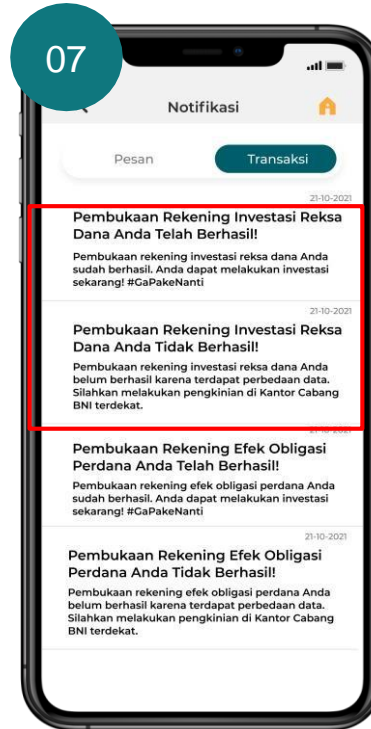 07
Notifikasi
Pesan
Transaksi
21-10-2021
Pembukaan Rekening Investasi Reksa
Dana Anda Telah Berhasil!
Pembukaan rekening investasi reksa dana Anda
sudah berhasil. Anda dapat melakukan investasi
sekarang! #GaPakeNanti
21-10-2021
Pembukaan Rekening Investasi Reksa
Dana Anda Tidak Berhasil!
Pembukaan rekening investasi reksa dana Anda
belum berhasil karena terdapat perbedaan data.
Silahkan melakukan pengkinian di Kantor Cabang
BNI terdekat.
21-10-2021
Pembukaan Rekening Efek Obligasi
Perdana Anda Telah Berhasil!
Pembukaan rekening efek obligasi perdana Anda
sudah berhasil. Anda dapat melakukan investasi
sekarang! #GaPakeNanti
21-10-2021
Pembukaan Rekening Efek Obligasi
Perdana Anda Tidak Berhasil!
Pembukaan rekening efek obligasi perdana Anda
belum berhasil karena terdapat perbedaan data.
Silahkan melakukan pengkinian di Kantor Cabang
BNI terdekat.